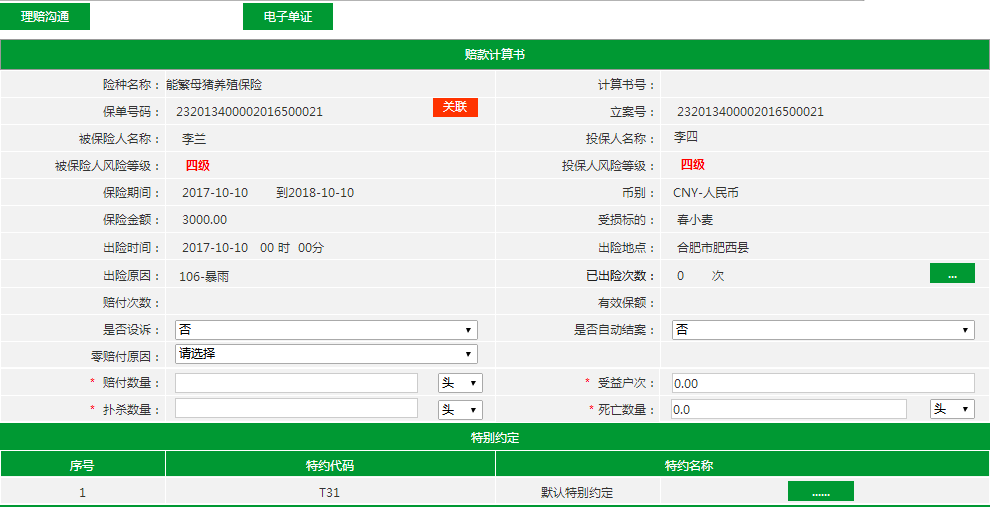 理赔沟通 电子单证
赔款计算书
险种名称： 能繁母猪养殖保险 计算书号：
保单号码： 232013400002016500021 关联 立案号： 232013400002016500021
被保险人名称： 李兰 投保人名称： 李四
被保险人风险等级： 四级 投保人风险等级： 四级
保险期间： 2017-10-10 到2018-10-10 币别： CNY-人民币
保险金额： 3000.00 受损标的： 春小麦
出险时间： 2017-10-10 00 时 00分 出险地点： 合肥市肥西县
出险原因： 106-暴雨 已出险次数： 0 次 ...
赔付次数： 有效保额：
是否设诉： 否 是否自动结案： 否
零赔付原因： 请选择
* 赔付数量： 头 * 受益户次： 0.00
* 扑杀数量： 头 * 死亡数量： 0.0 头
特别约定
序号 特约代码 特约名称
1 T31 默认特别约定 ......